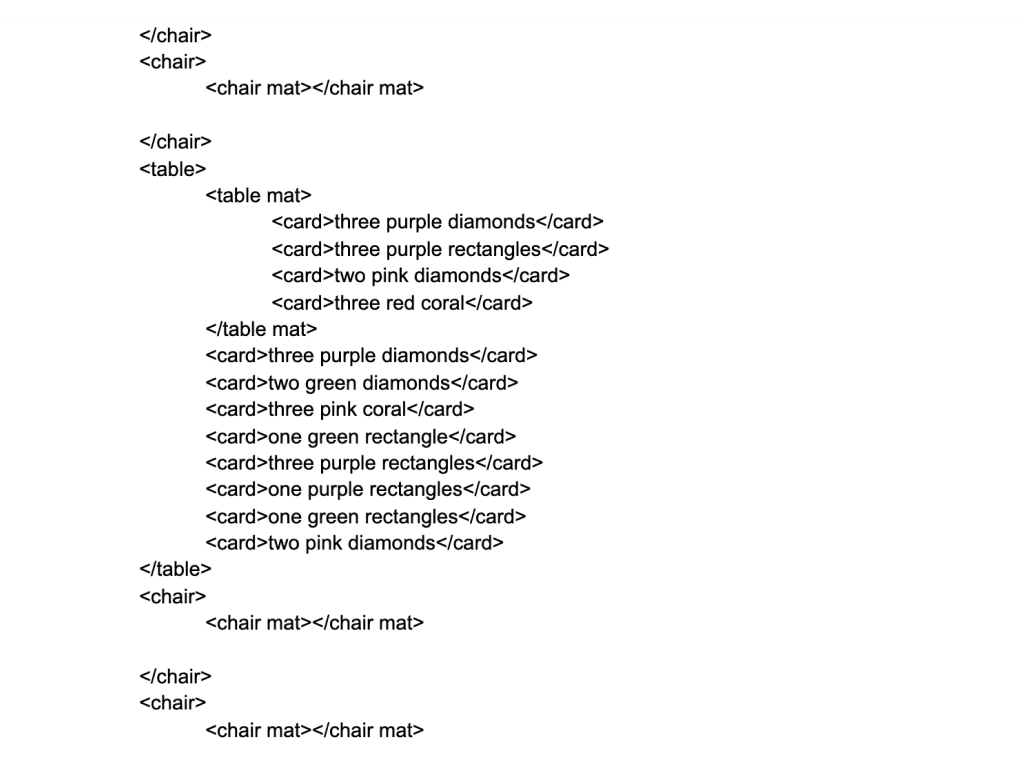 </chair>
<chair>
<chair mat></chair mat>
</chair>
<table>
<table mat>
<card>three purple diamonds</card>
<card>three purple rectangles</card>
<card>two pink diamonds</card>
<card>three red coral</card>
</table mat>
<card>three purple diamonds</card>
<card>two green diamonds</card>
<card>three pink coral</card>
<card>one green rectangle</card>
<card>three purple rectangles</card>
<card>one purple rectangles</card>
<card>one green rectangles</card>
<card>two pink diamonds</card>
</table>
<chair>
<chair mat></chair mat>
</chair>
<chair>
<chair mat></chair mat>